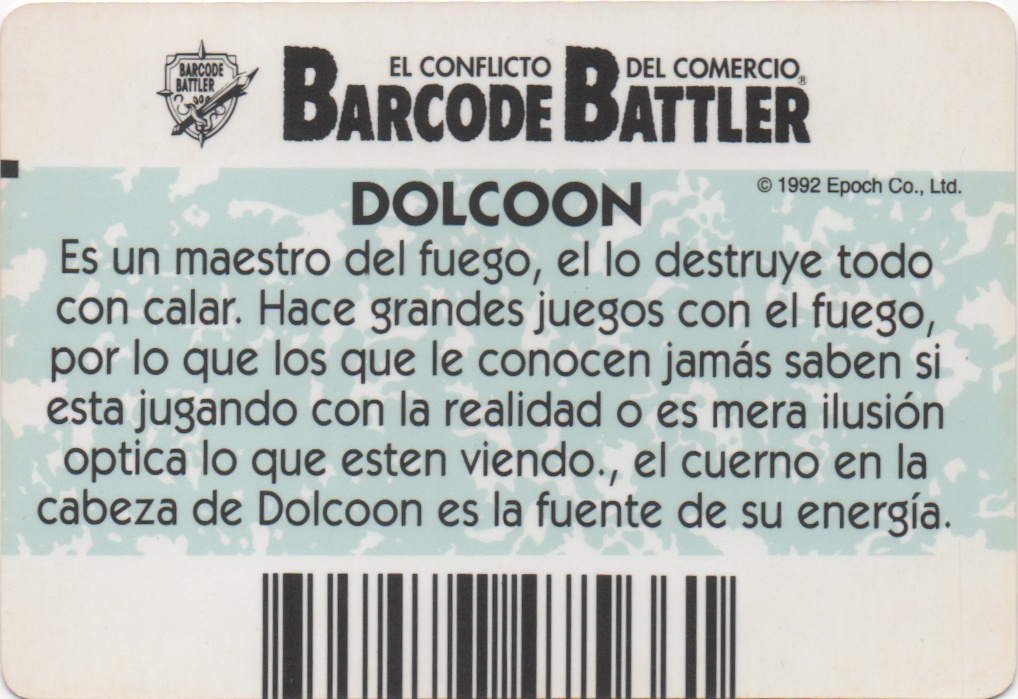 BARCODE
BATTLER
EL CONFLICTO DEL COMERCIO
BARCODE BATTLER®
© 1992 Epoch Co., Ltd.
DOLCOON
Es un maestro del fuego, el lo destruye todo
con calar. Hace grandes juegos con el fuego,
por lo que los que le conocen jamás saben si
esta jugando con la realidad o es mera ilusión
optica lo que esten viendo., el cuerno en la
cabeza de Dolcoon es la fuente de su energía.